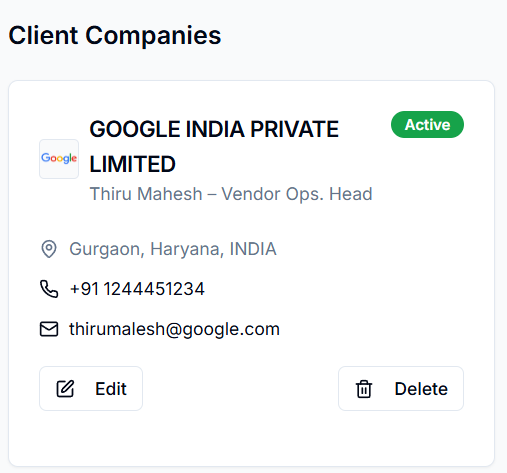 Client Companies
GOOGLE INDIA PRIVATE
LIMITED
Active
Google
Thiru Mahesh – Vendor Ops. Head
Gurgaon, Haryana, INDIA
+91 1244451234
thirumalesh@google.com
Edit
Delete